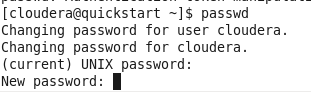 [cloudera@quickstart ~]$ passwd
Changing password for user cloudera.
Changing password for cloudera.
(current) UNIX password:
New password: